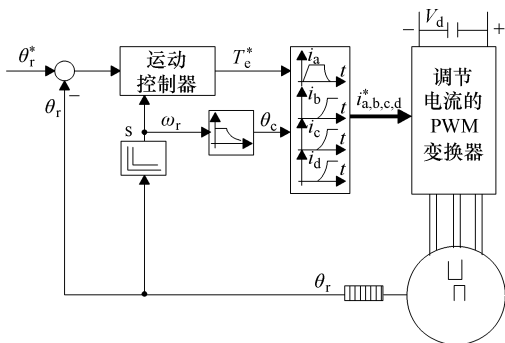 − V_d +
θ_r^*
运动
控制器
T_e^*
i_a
t
i_b
t
i_c
t
i_d
t
i^*_{a,b,c,d}
调节
电流的
PWM
变换器
−
θ_r
s
ω_r
θ_c
θ_r